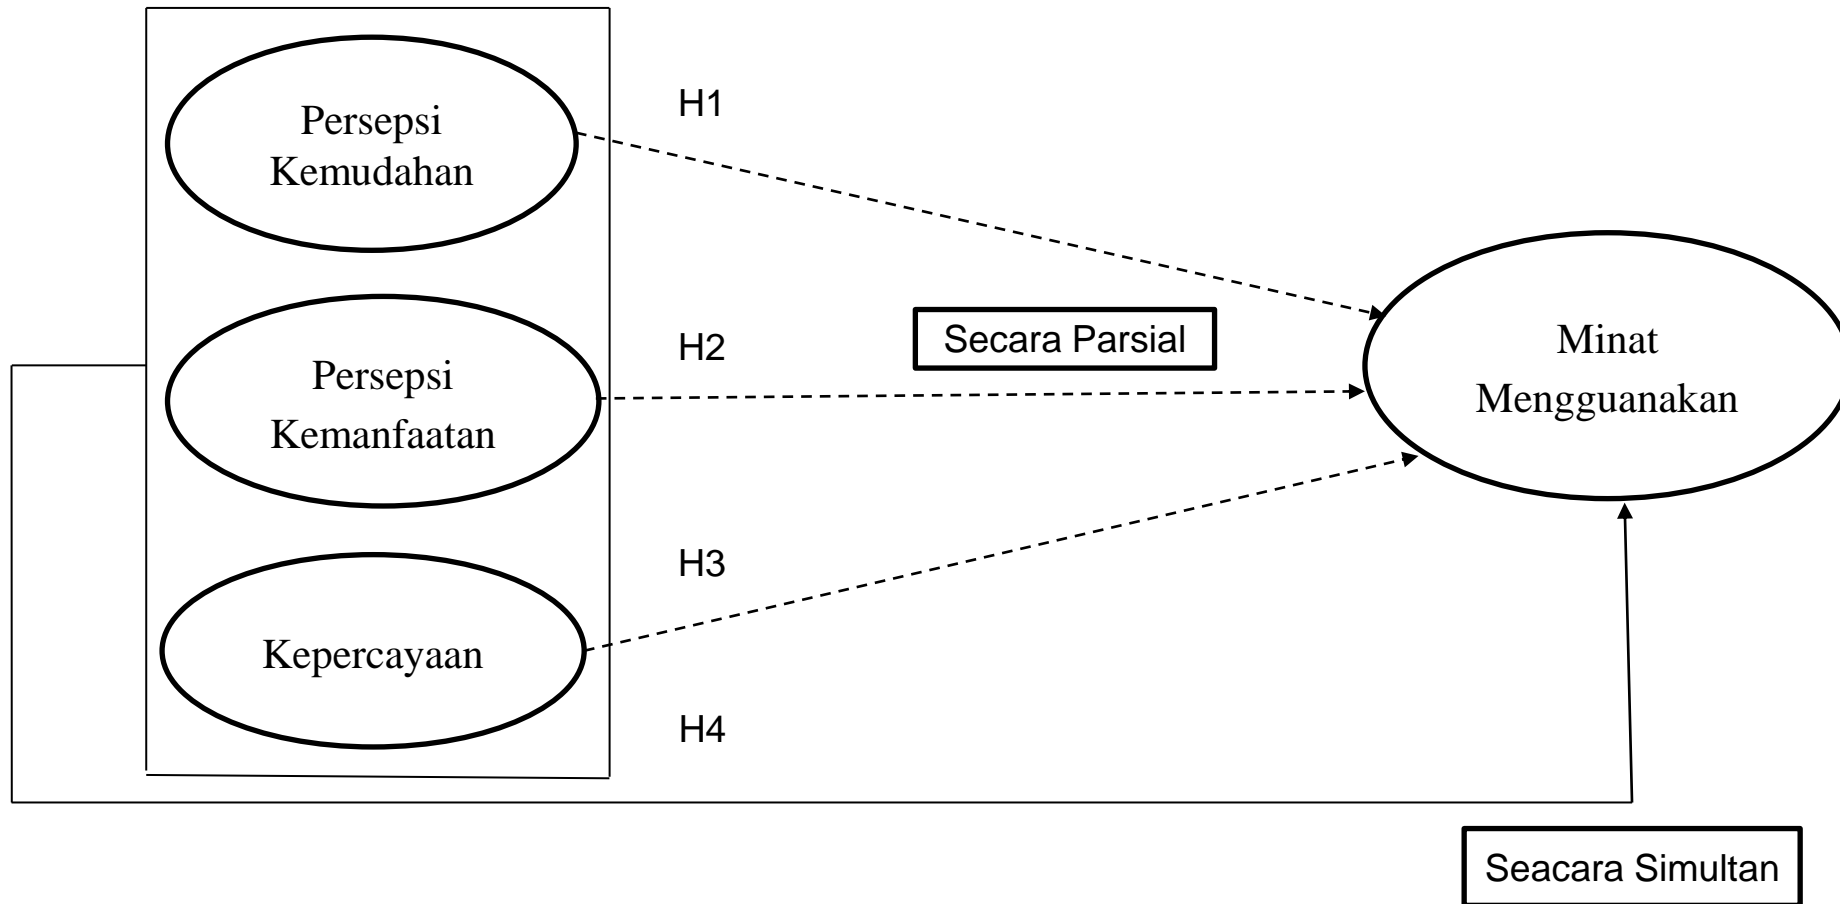 H1
Persepsi
Kemudahan
Secara Parsial
H2
Minat
Mengguanakan
Persepsi
Kemanfaatan
H3
Kepercayaan
H4
Seacara Simultan